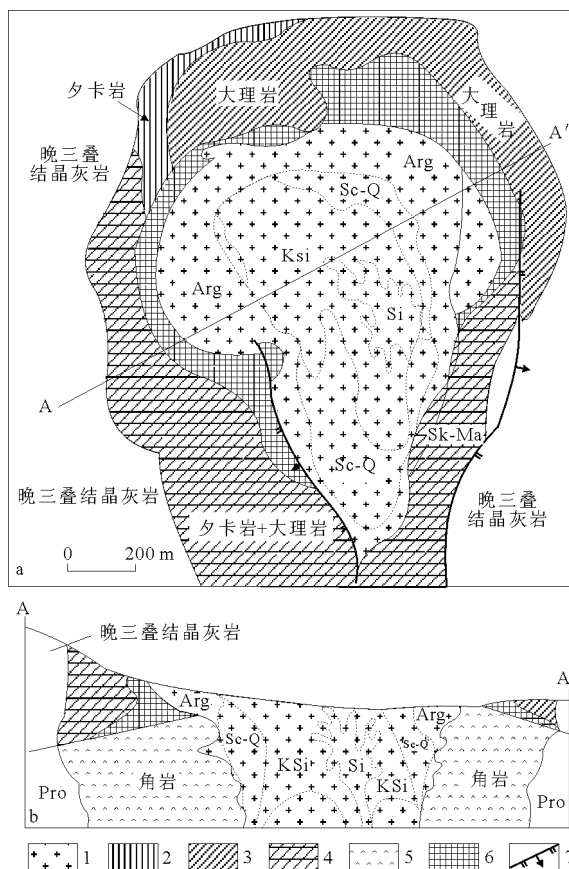 夕卡岩
大理岩
大理岩
晚三叠
结晶灰岩
A′
Arg
Sc-Q
Ksi
Arg
Si
A
Sk-Ma
Sc-Q
晚三叠结晶灰岩
晚三叠
结晶灰岩
夕卡岩+大理岩
0 200 m
a
A
晚三叠结晶灰岩
A
Arg
Arg
Sc-Q
Sc-Q
KSi
Si
KSi
Pro
角岩
角岩
Pro
b
1 2 3 4 5 6 7